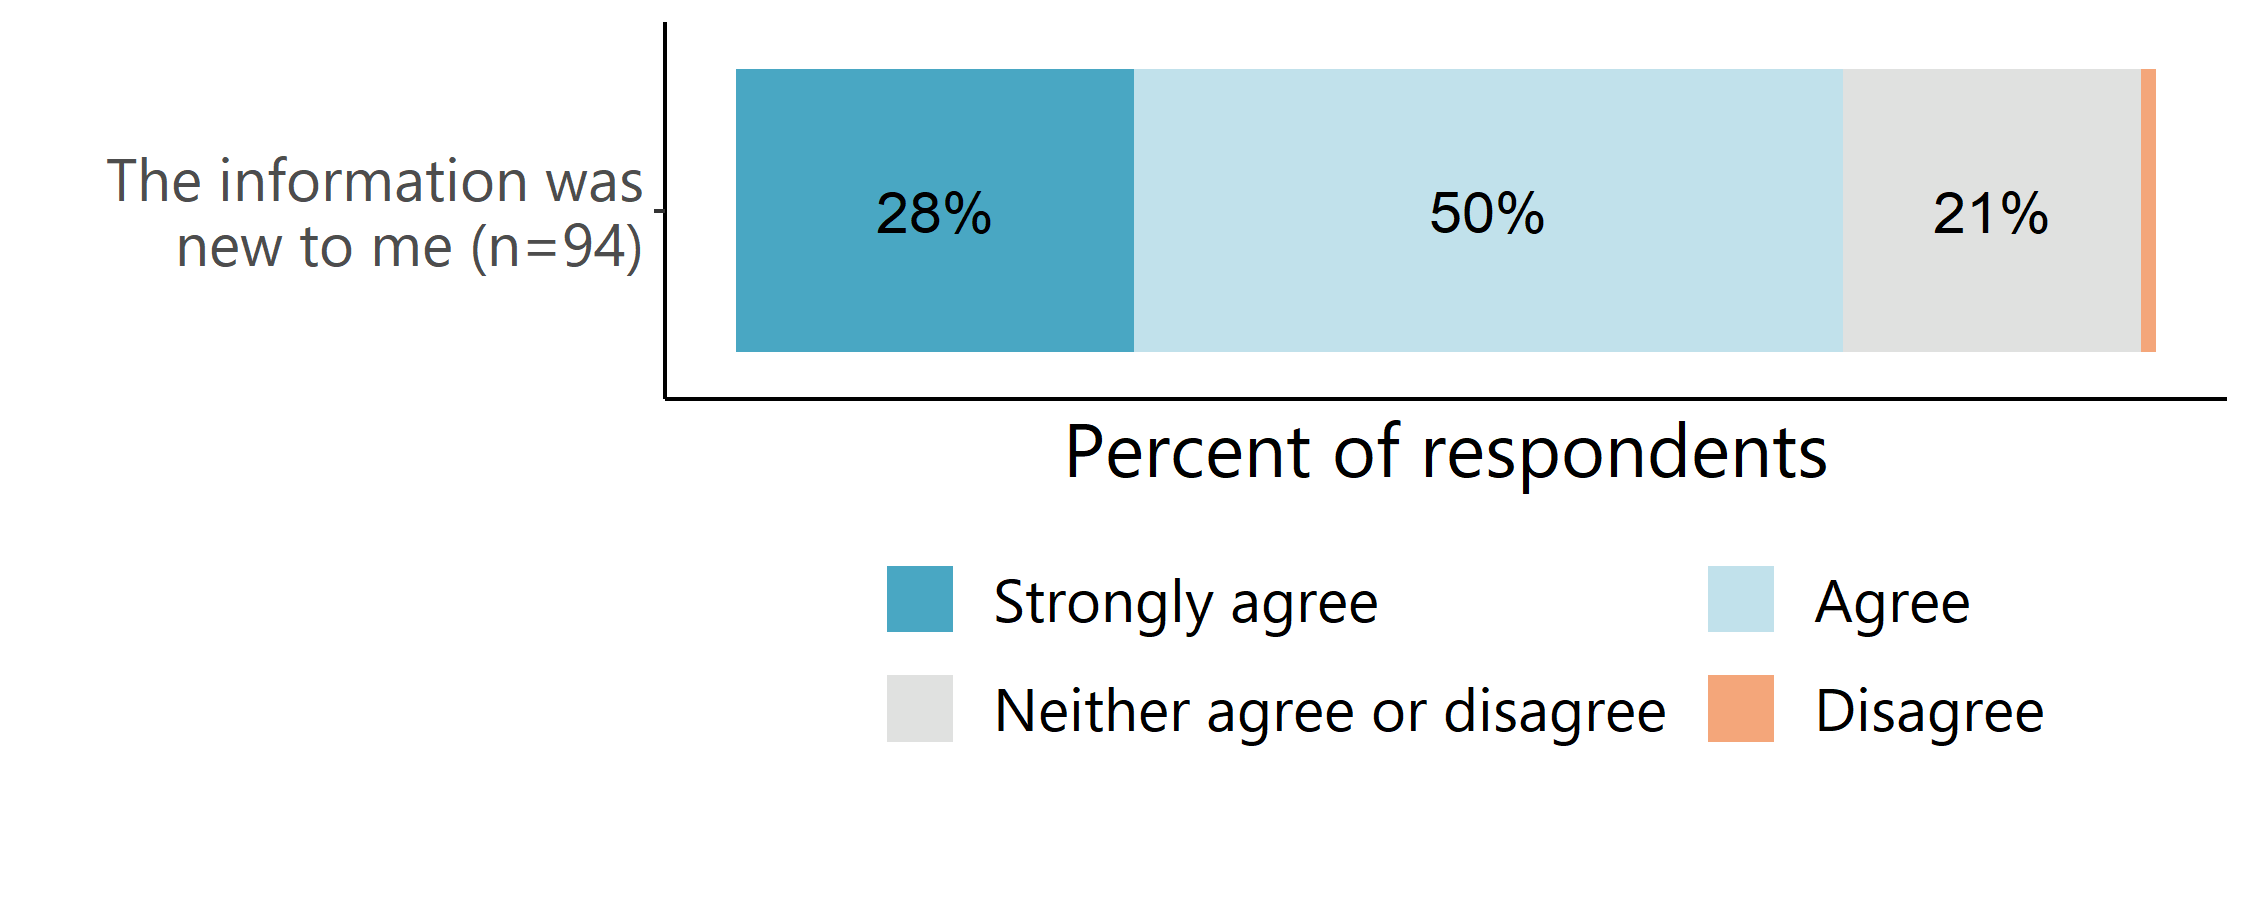 The information was
new to me (n=94)
28%
50%
21%
Percent of respondents
Strongly agree
Agree
Neither agree or disagree
Disagree